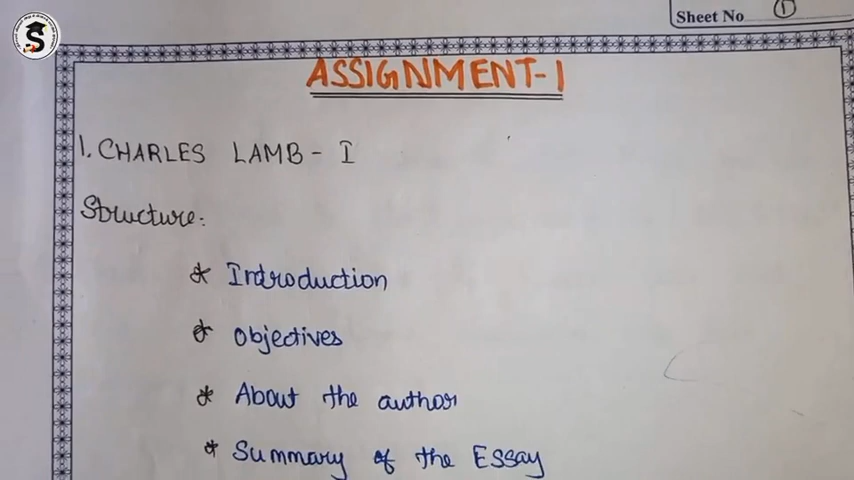 Sheet No 1
ASSIGNMENT-1
1. CHARLES LAMB - I
Structure:
* Introduction
* Objectives
* About the author
* Summary of the Essay